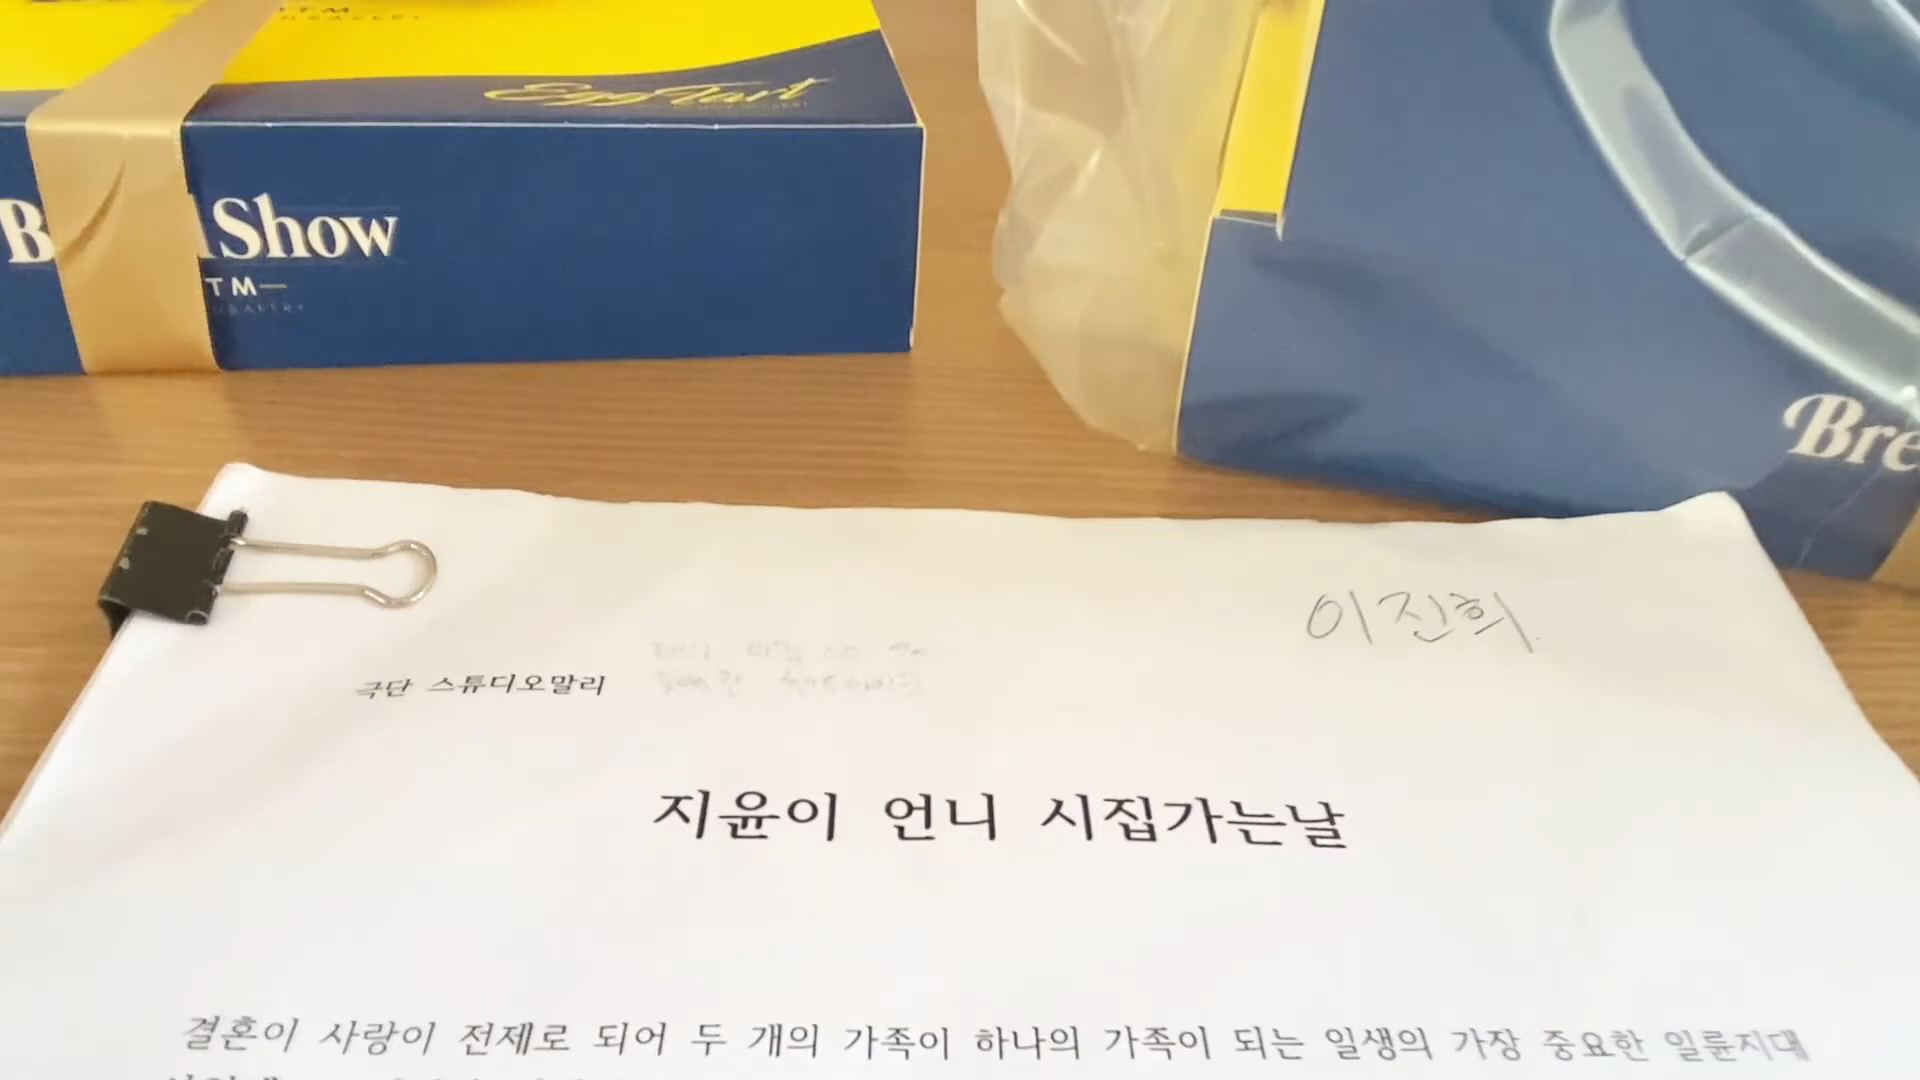 Egg Tart
Show
TM
Bre
이진희
극단 스튜디오말리
지윤이 언니 시집가는날
결혼이 사랑이 전제로 되어 두 개의 가족이 하나의 가족이 되는 일생의 가장 중요한 일륜지대